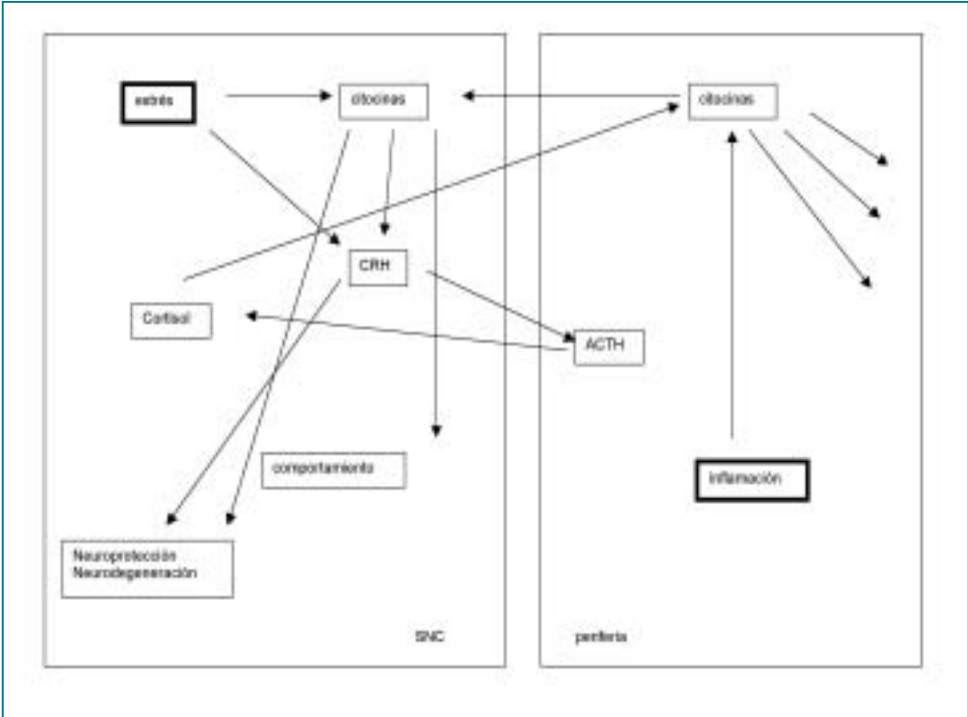 estrés
citocinas
citocinas
CRH
Cortisol
ACTH
comportamiento
inflamación
Neuroprotección
Neurodegeneración
SNC
periferia